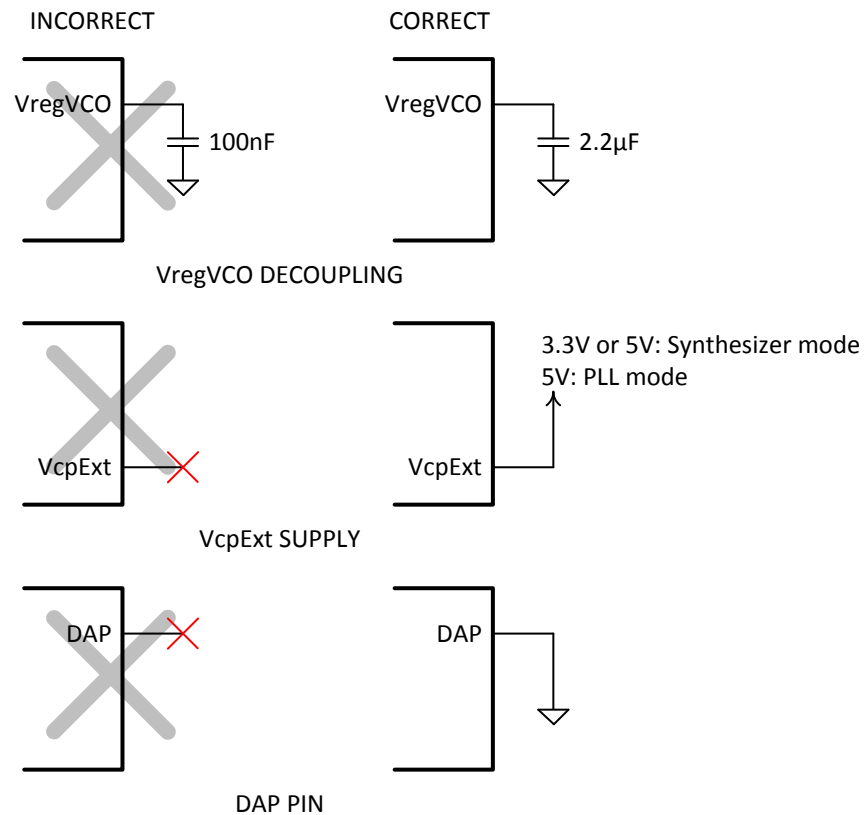 INCORRECT
CORRECT
VregVCO
100nF
VregVCO
2.2µF
VregVCO DECOUPLING
3.3V or 5V: Synthesizer mode
5V: PLL mode
VcpExt
VcpExt
VcpExt SUPPLY
DAP
DAP
DAP PIN